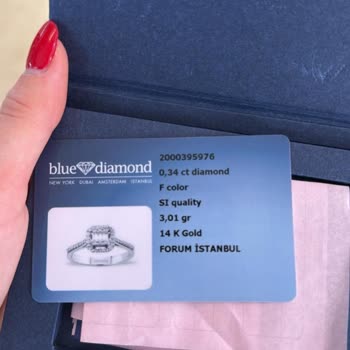 blue diamond
NEW YORK DUBAI AMSTERDAM ISTANBUL
2000395976
0,34 ct diamond
F color
SI quality
3,01 gr
14 K Gold
FORUM İSTANBUL